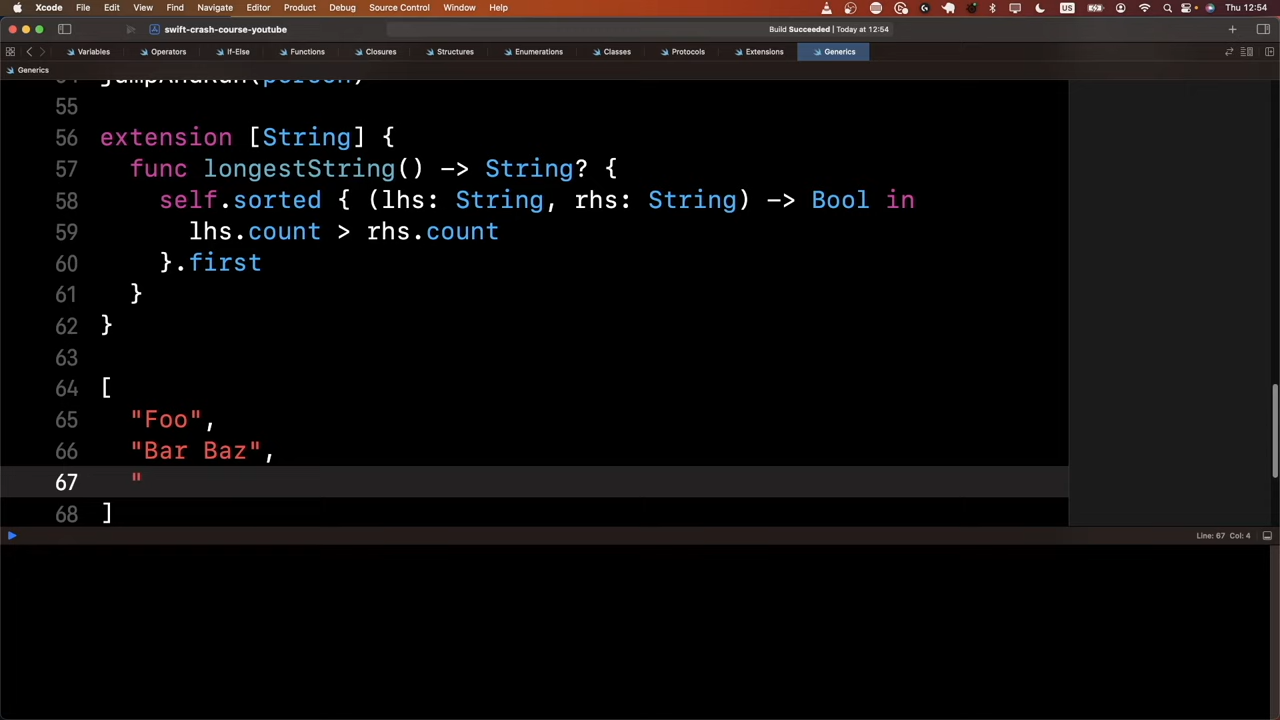 Xcode File Edit View Find Navigate Editor Product Debug Source Control Window Help US Thu 12:54
swift-crash-course-youtube Build Succeeded | Today at 12:54
Variables Operators If-Else Functions Closures Structures Enumerations Classes Protocols Extensions Generics
Generics
55
56 extension [String] {
57 func longestString() -> String? {
58 self.sorted { (lhs: String, rhs: String) -> Bool in
59 lhs.count > rhs.count
60 }.first
61 }
62 }
63
64 [
65 "Foo",
66 "Bar Baz",
67 "
68 ]
Line: 67 Col: 4